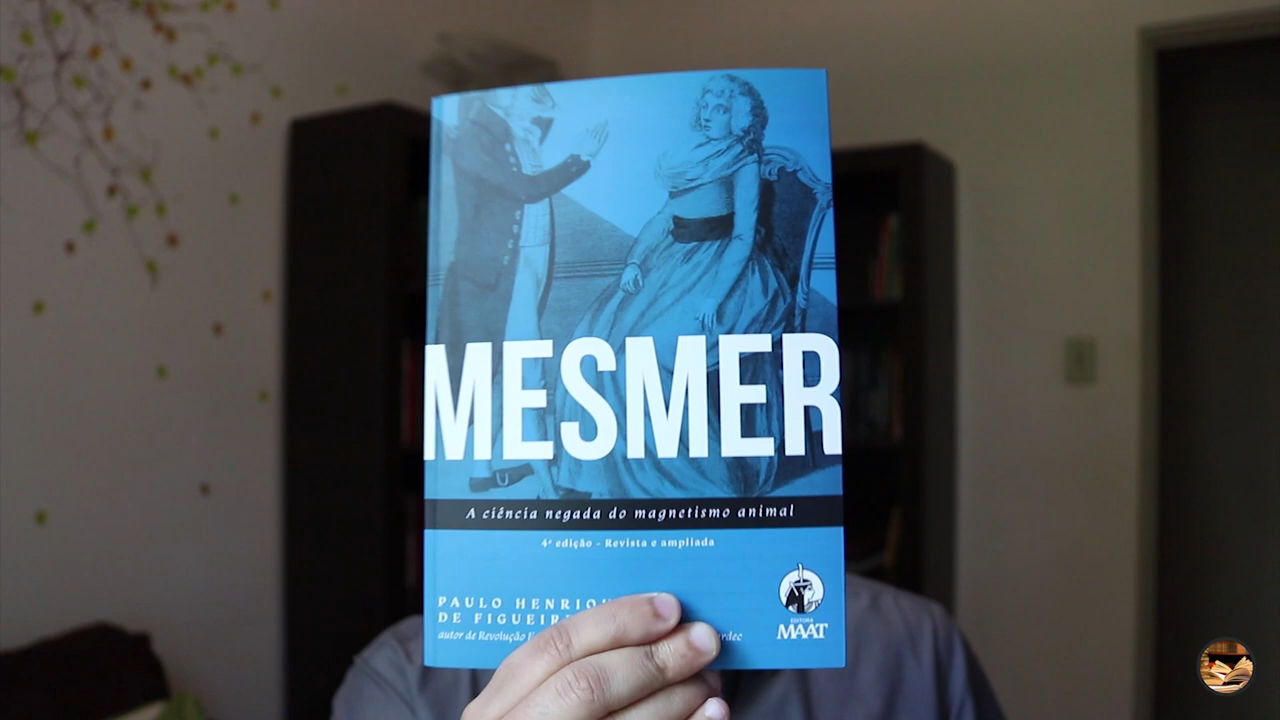 MESMER
A ciência negada do magnetismo animal
4ª edição - Revista e ampliada
PAULO HENRIQU
DE FIGUEIR
autor de Revolução
EDITORA
MAAT